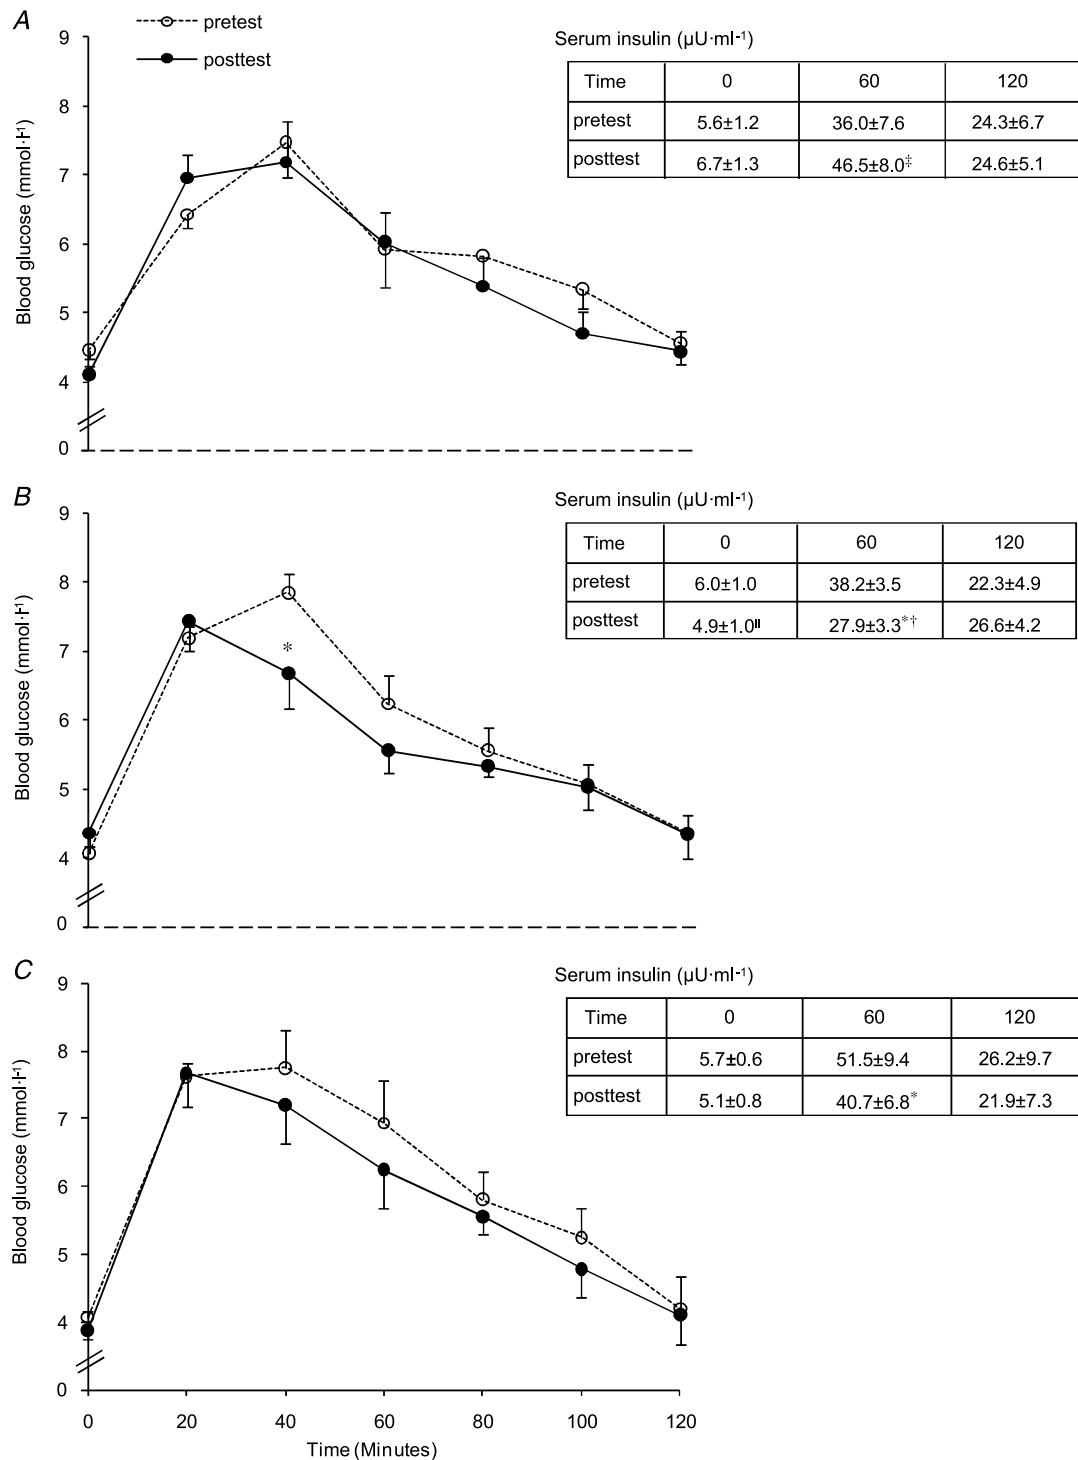 A
pretest
posttest
Serum insulin (µU·ml⁻¹)
Time 0 60 120
pretest 5.6±1.2 36.0±7.6 24.3±6.7
posttest 6.7±1.3 46.5±8.0‡ 24.6±5.1
Blood glucose (mmol·l⁻¹)
9
8
7
6
5
4
0
B
Serum insulin (µU·ml⁻¹)
Time 0 60 120
pretest 6.0±1.0 38.2±3.5 22.3±4.9
posttest 4.9±1.0" 27.9±3.3*† 26.6±4.2
Blood glucose (mmol·l⁻¹)
9
8
7
*
6
5
4
0
C
Serum insulin (µU·ml⁻¹)
Time 0 60 120
pretest 5.7±0.6 51.5±9.4 26.2±9.7
posttest 5.1±0.8 40.7±6.8* 21.9±7.3
Blood glucose (mmol·l⁻¹)
9
8
7
6
5
4
0
0 20 40 60 80 100 120
Time (Minutes)